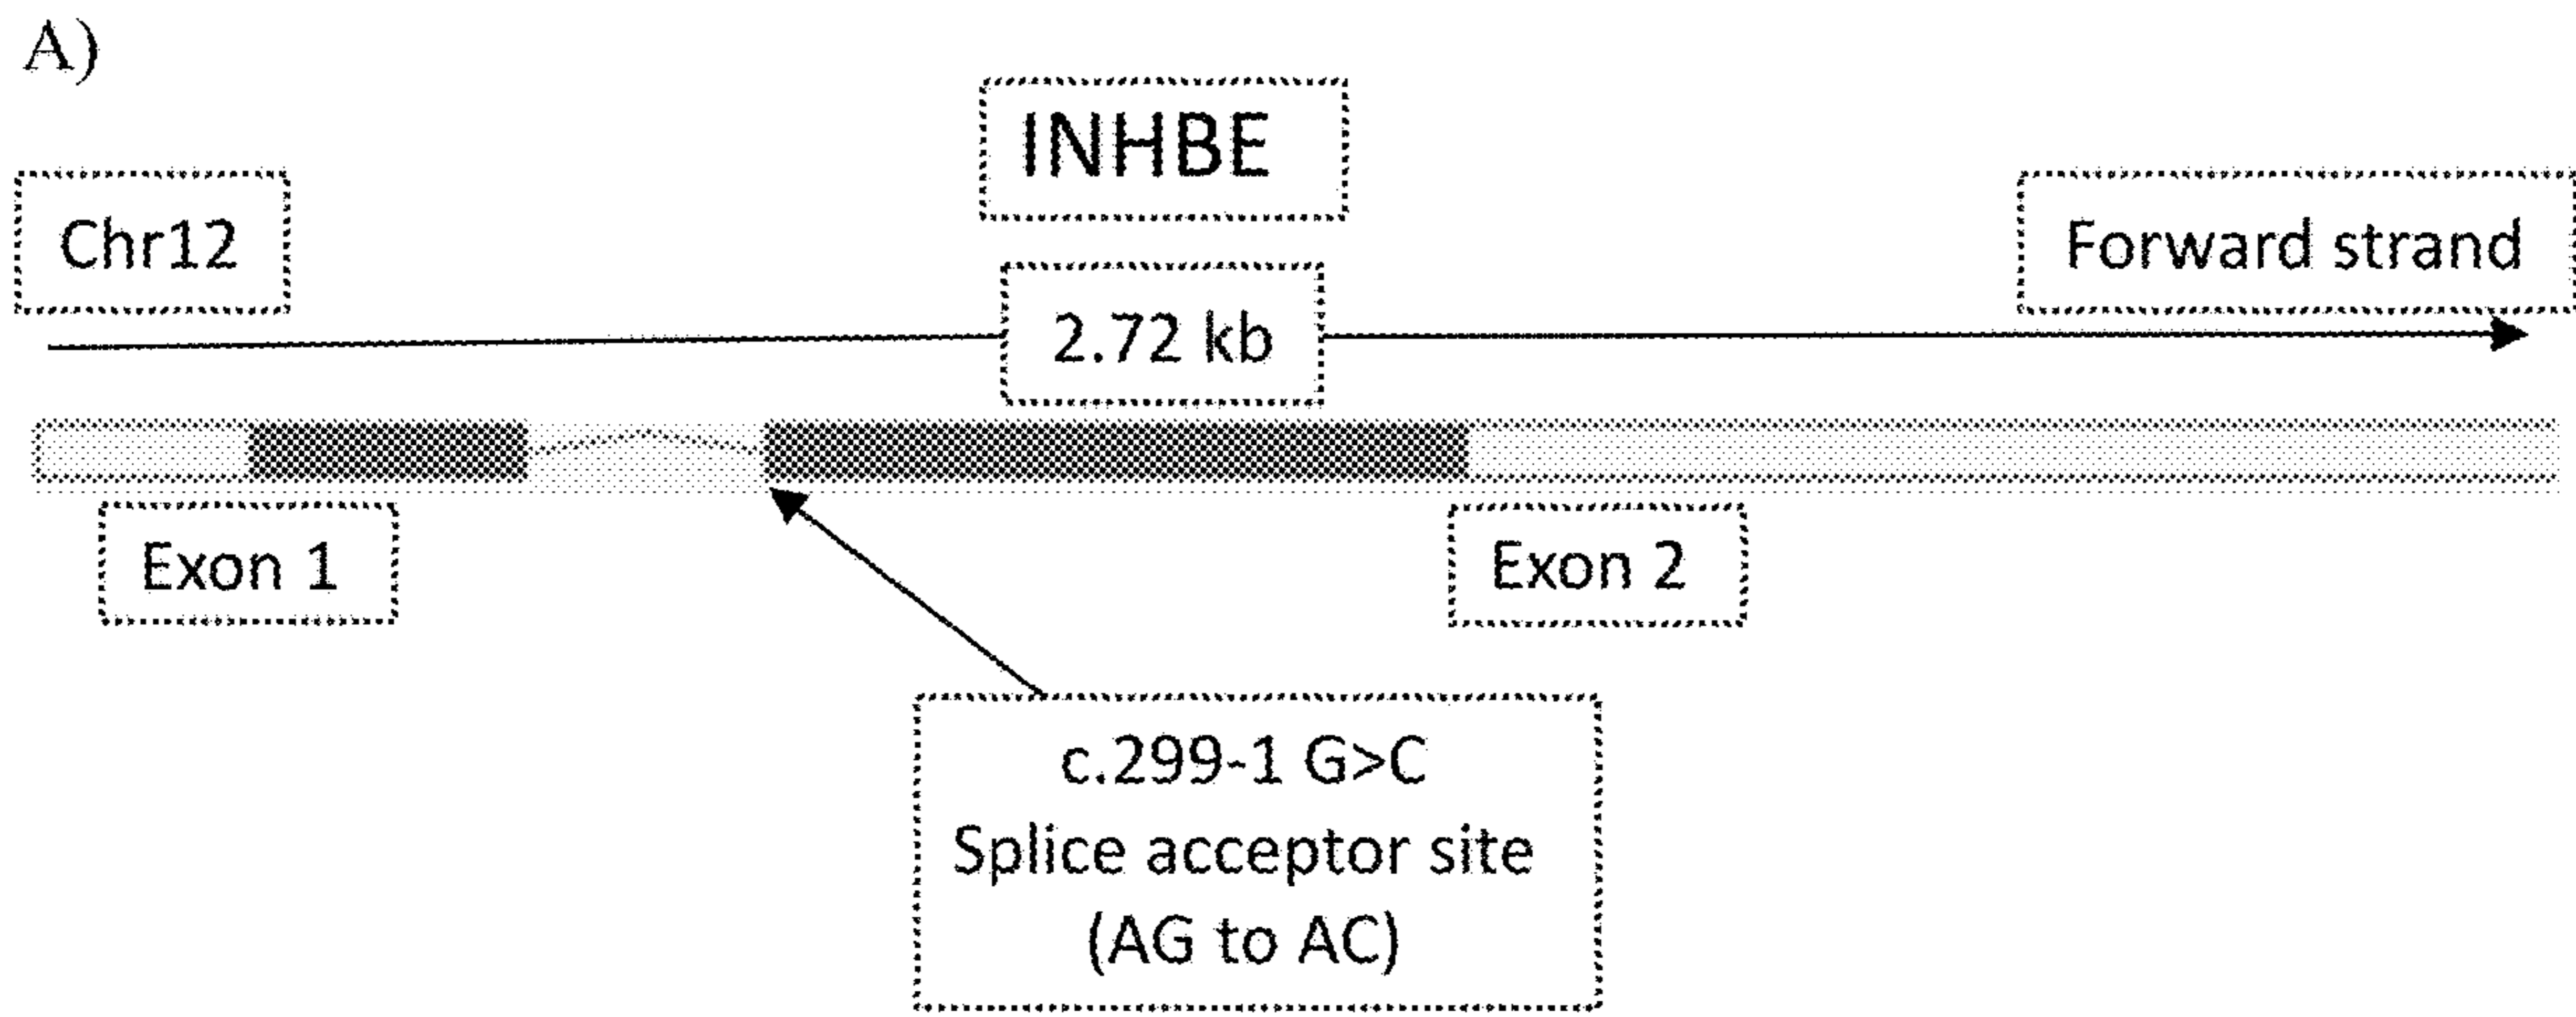 A)
INHBE
Chr12
Forward strand
2.72 kb
Exon 1
Exon 2
c.299-1 G>C
Splice acceptor site
(AG to AC)